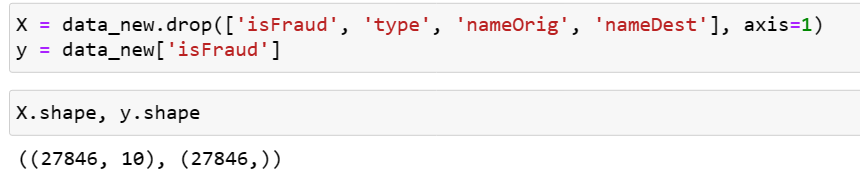 X = data_new.drop(['isFraud', 'type', 'nameOrig', 'nameDest'], axis=1)
y = data_new['isFraud']
X.shape, y.shape
((27846, 10), (27846,))